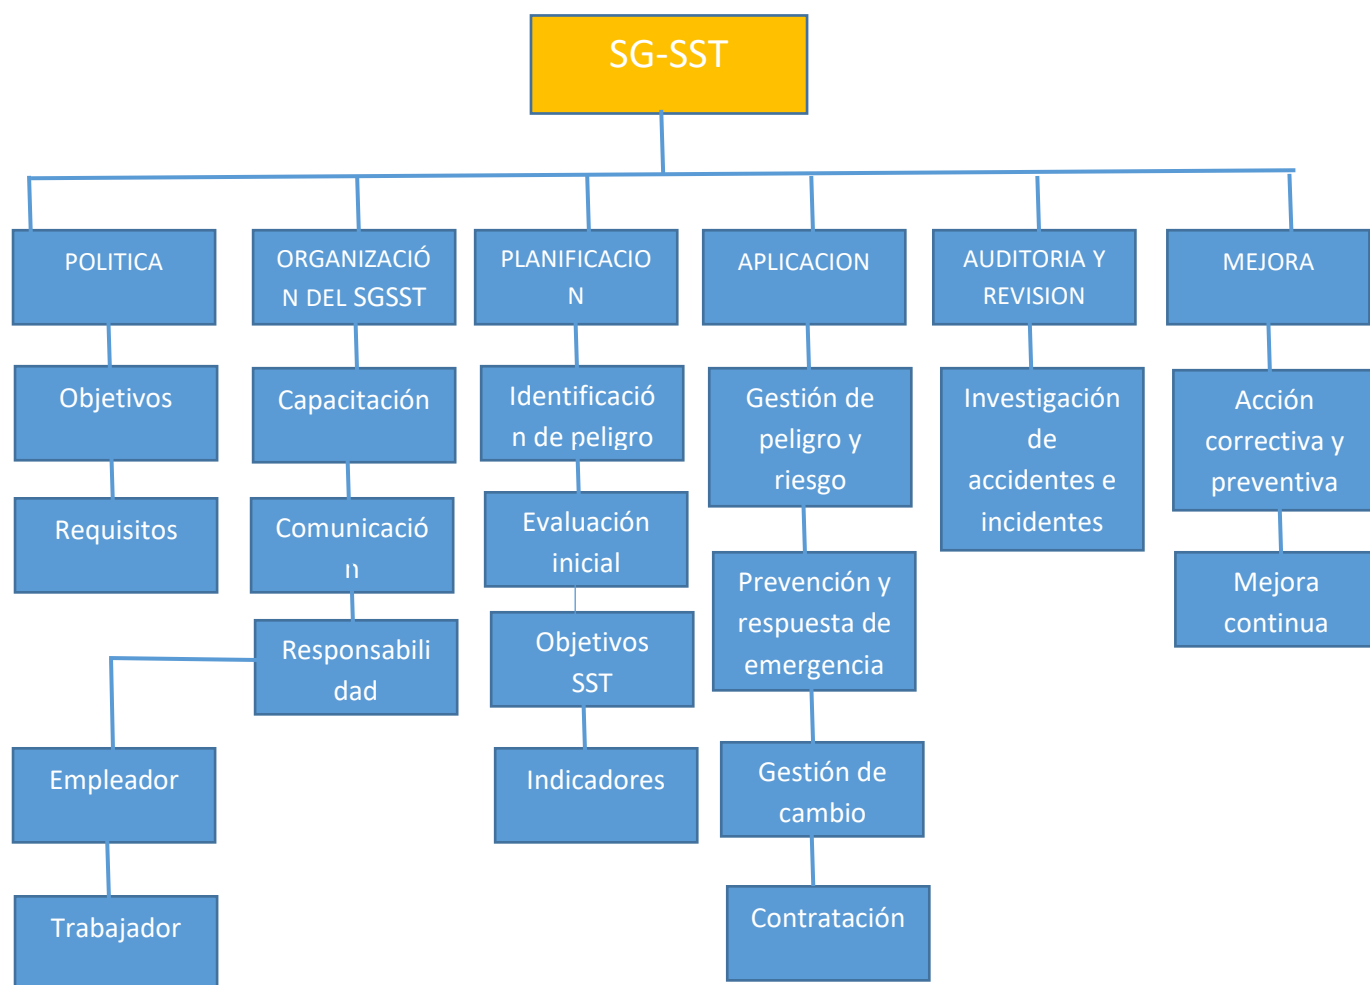 SG-SST
POLITICA
ORGANIZACIÓ
N DEL SGSST
PLANIFICACIO
N
APLICACION
AUDITORIA Y
REVISION
MEJORA
Objetivos
Capacitación
Identificació
n de peligro
Gestión de
peligro y
riesgo
Investigación
de
accidentes e
incidentes
Acción
correctiva y
preventiva
Requisitos
Comunicació
n
Evaluación
inicial
Prevención y
respuesta de
emergencia
Mejora
continua
Responsabili
dad
Objetivos
SST
Empleador
Indicadores
Gestión de
cambio
Trabajador
Contratación